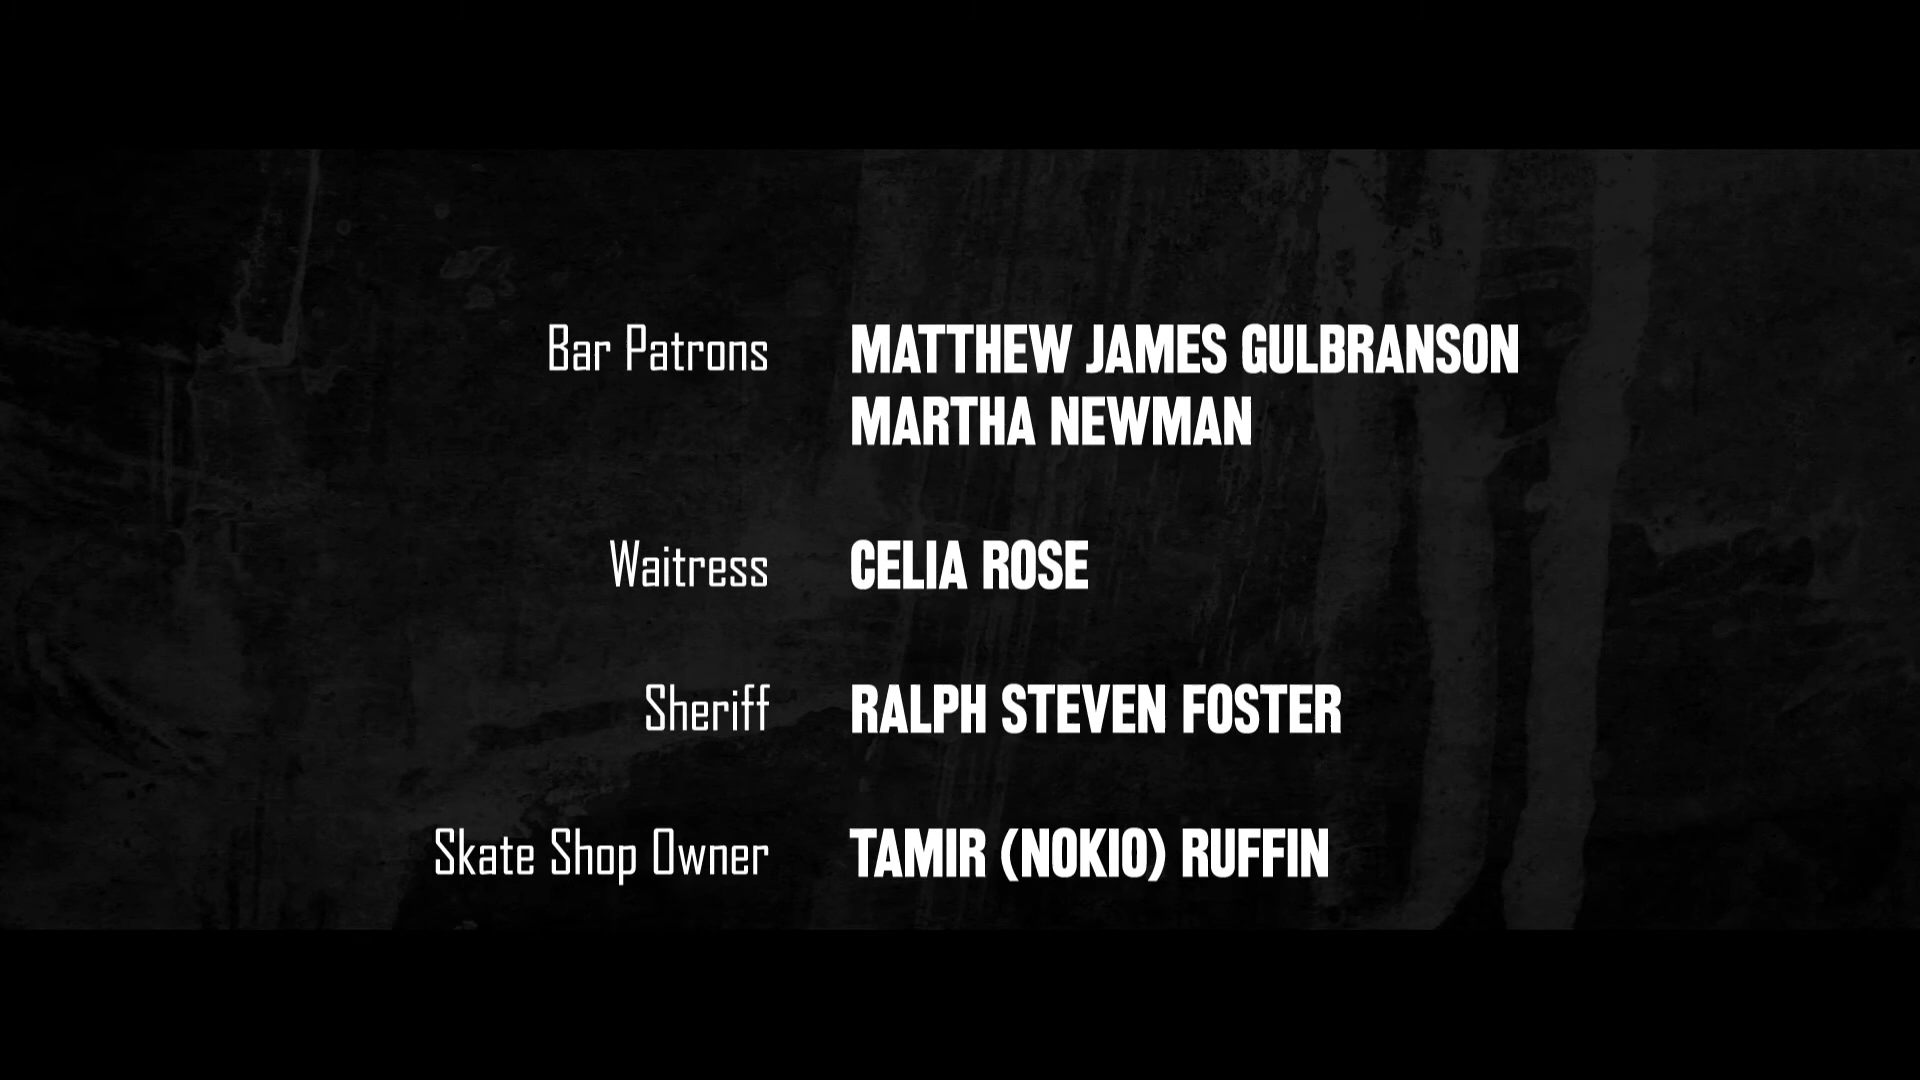 Bar Patrons MATTHEW JAMES GULBRANSON
MARTHA NEWMAN
Waitress CELIA ROSE
Sheriff RALPH STEVEN FOSTER
Skate Shop Owner TAMIR (NOKIO) RUFFIN